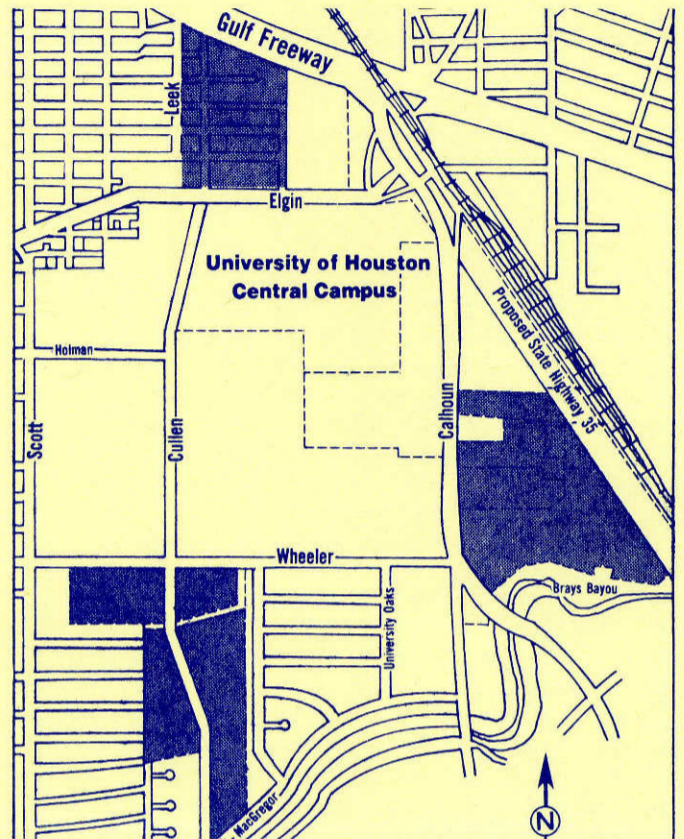 Gulf Freeway
Leek
Elgin
University of Houston
Central Campus
Proposed State Highway 35
Holman
Scott
Cullen
Calhoun
Wheeler
University Oaks
Brays Bayou
MacGregor
N